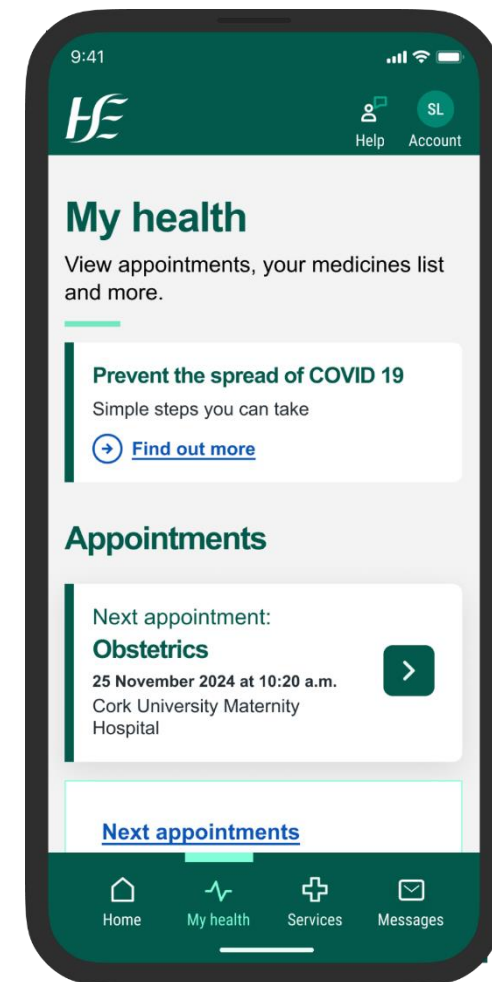 9:41
HSE
Help
SL
Account
My health
View appointments, your medicines list
and more.
Prevent the spread of COVID 19
Simple steps you can take
Find out more
Appointments
Next appointment:
Obstetrics
25 November 2024 at 10:20 a.m.
Cork University Maternity
Hospital
Next appointments
Home
My health
Services
Messages